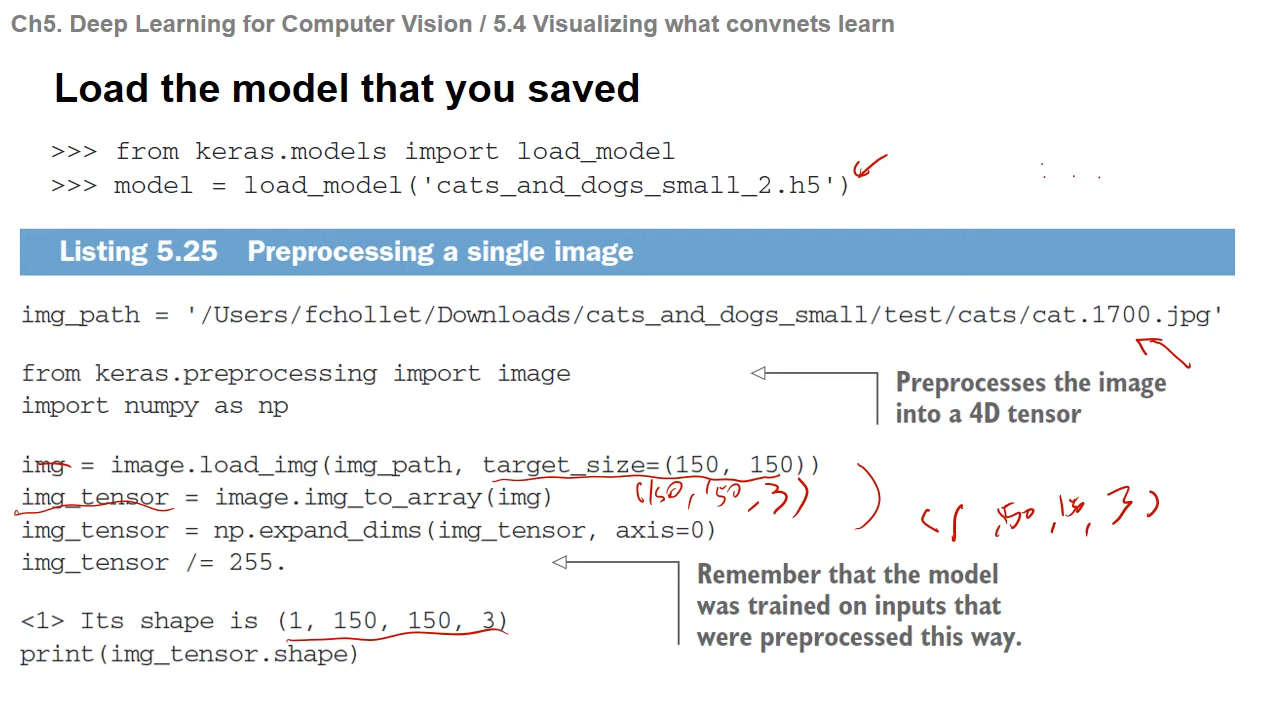 Ch5. Deep Learning for Computer Vision / 5.4 Visualizing what convnets learn
Load the model that you saved
>>> from keras.models import load_model
>>> model = load_model('cats_and_dogs_small_2.h5')
Listing 5.25 Preprocessing a single image
img_path = '/Users/fchollet/Downloads/cats_and_dogs_small/test/cats/cat.1700.jpg'
from keras.preprocessing import image
import numpy as np
Preprocesses the image
into a 4D tensor
img = image.load_img(img_path, target_size=(150, 150))
img_tensor = image.img_to_array(img)
(150, 150, 3)
img_tensor = np.expand_dims(img_tensor, axis=0)
img_tensor /= 255.
Remember that the model
was trained on inputs that
were preprocessed this way.
<1> Its shape is (1, 150, 150, 3)
print(img_tensor.shape)